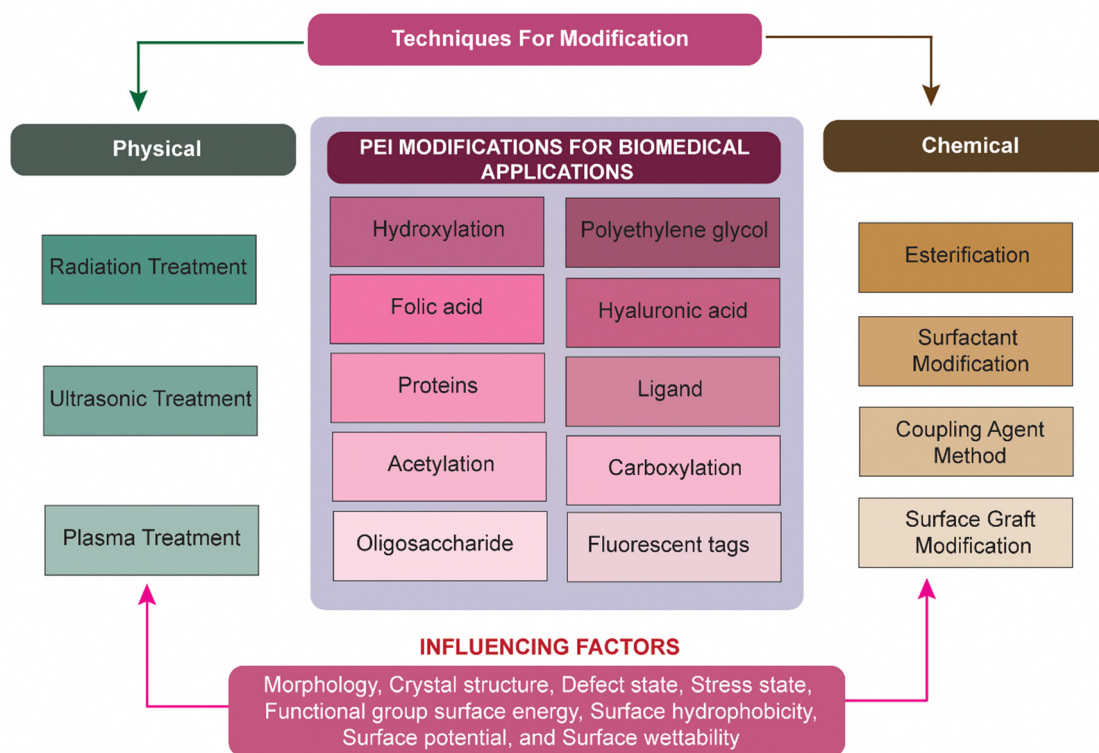 Techniques For Modification
Physical
Radiation Treatment
Ultrasonic Treatment
Plasma Treatment
PEI MODIFICATIONS FOR BIOMEDICAL
APPLICATIONS
Hydroxylation
Polyethylene glycol
Folic acid
Hyaluronic acid
Proteins
Ligand
Acetylation
Carboxylation
Oligosaccharide
Fluorescent tags
Chemical
Esterification
Surfactant
Modification
Coupling Agent
Method
Surface Graft
Modification
INFLUENCING FACTORS
Morphology, Crystal structure, Defect state, Stress state,
Functional group surface energy, Surface hydrophobicity,
Surface potential, and Surface wettability